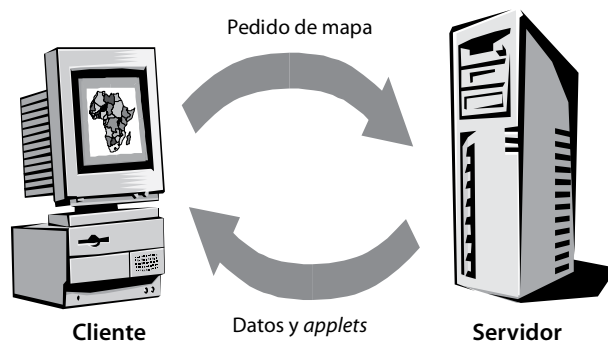 Pedido de mapa
Cliente
Datos y applets
Servidor